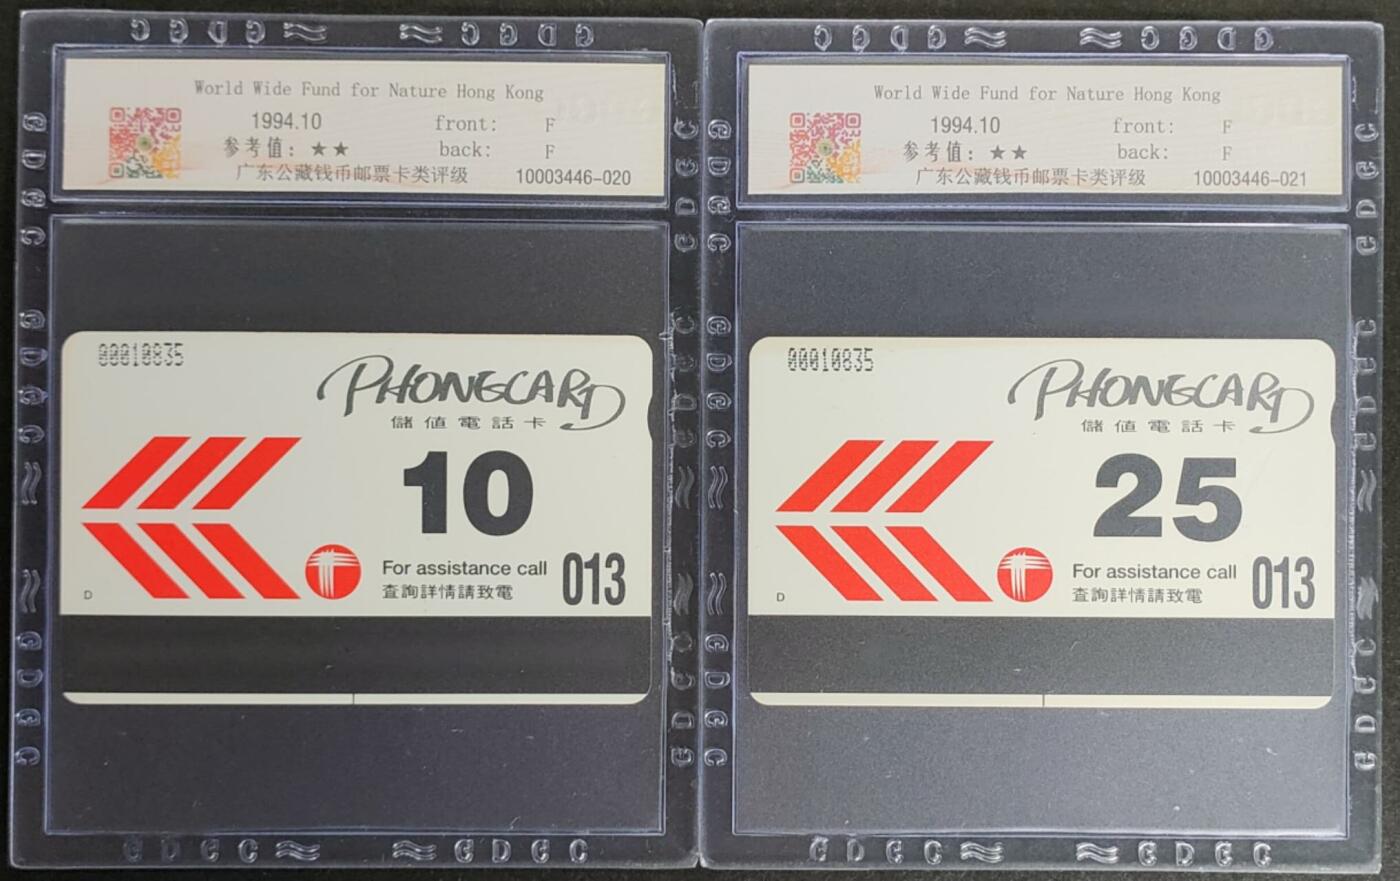 World Wide Fund for Nature Hong Kong
1994.10 front: F
参考值: ★★ back: F
广东公藏钱币邮票卡类评级 10003446-020
00010835
PHONECARD
儲值電話卡
10
For assistance call 013
查詢詳情請致電
D
World Wide Fund for Nature Hong Kong
1994.10 front: F
参考值: ★★ back: F
广东公藏钱币邮票卡类评级 10003446-021
00010835
PHONECARD
儲值電話卡
25
For assistance call 013
查詢詳情請致電
D